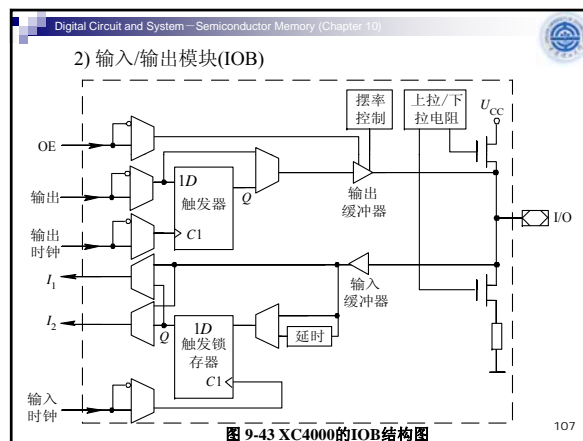 Digital Circuit and System－Semiconductor Memory (Chapter 10)
2) 输入/输出模块(IOB)
摆率
控制
上拉/下
拉电阻
UCC
OE
输出
1D
触发器
Q
C1
输出
缓冲器
输出
时钟
I/O
I1
I2
输入
缓冲器
Q
1D
触发锁
存器
C1
延时
输入
时钟
图 9-43 XC4000的IOB结构图
107